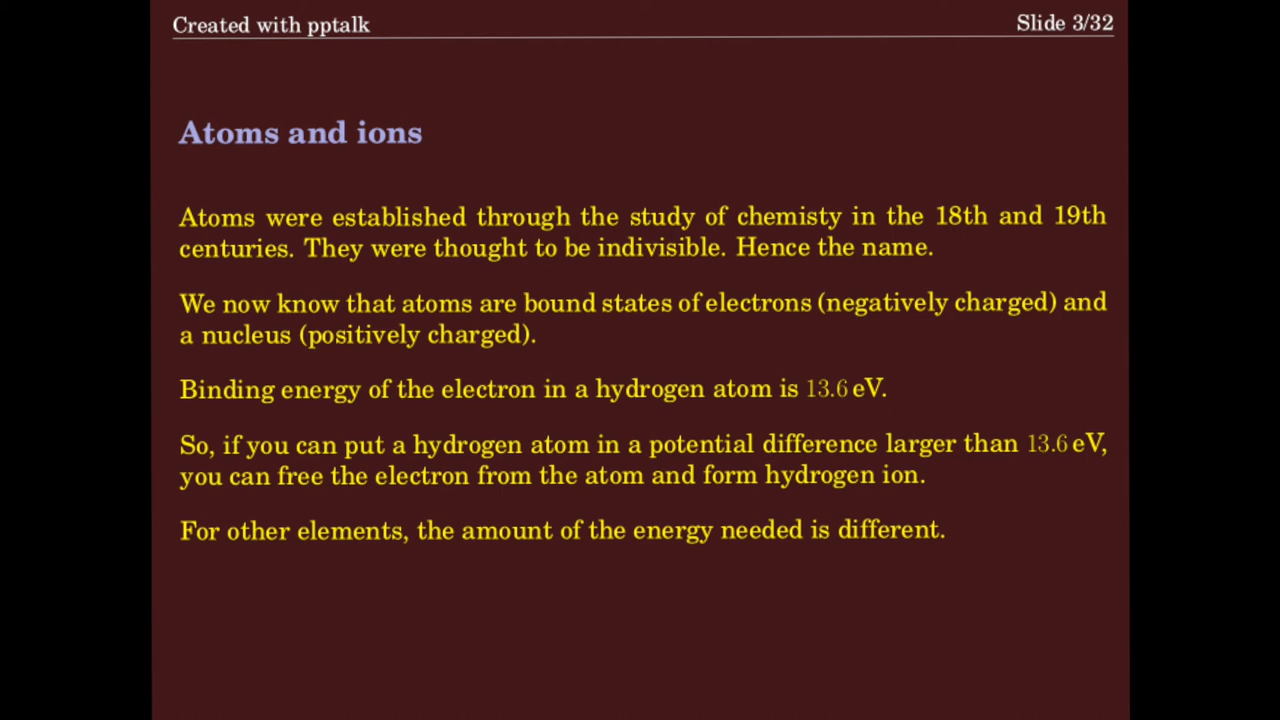 Created with pptalk
Slide 3/32
Atoms and ions
Atoms were established through the study of chemisty in the 18th and 19th
centuries. They were thought to be indivisible. Hence the name.
We now know that atoms are bound states of electrons (negatively charged) and
a nucleus (positively charged).
Binding energy of the electron in a hydrogen atom is 13.6 eV.
So, if you can put a hydrogen atom in a potential difference larger than 13.6 eV,
you can free the electron from the atom and form hydrogen ion.
For other elements, the amount of the energy needed is different.